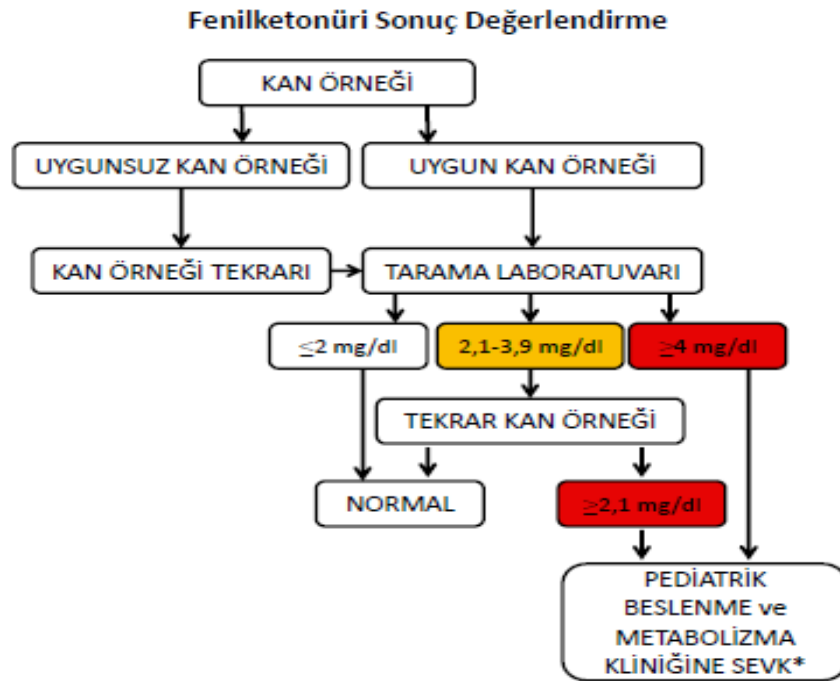 Fenilketonüri Sonuç Değerlendirme
KAN ÖRNEĞİ
UYGUNSUZ KAN ÖRNEĞİ
UYGUN KAN ÖRNEĞİ
KAN ÖRNEĞİ TEKRARI
TARAMA LABORATUVARI
≤2 mg/dl
2,1-3,9 mg/dl
≥4 mg/dl
TEKRAR KAN ÖRNEĞİ
NORMAL
≥2,1 mg/dl
PEDİATRİK
BESLENME ve
METABOLİZMA
KLİNİĞİNE SEVK*